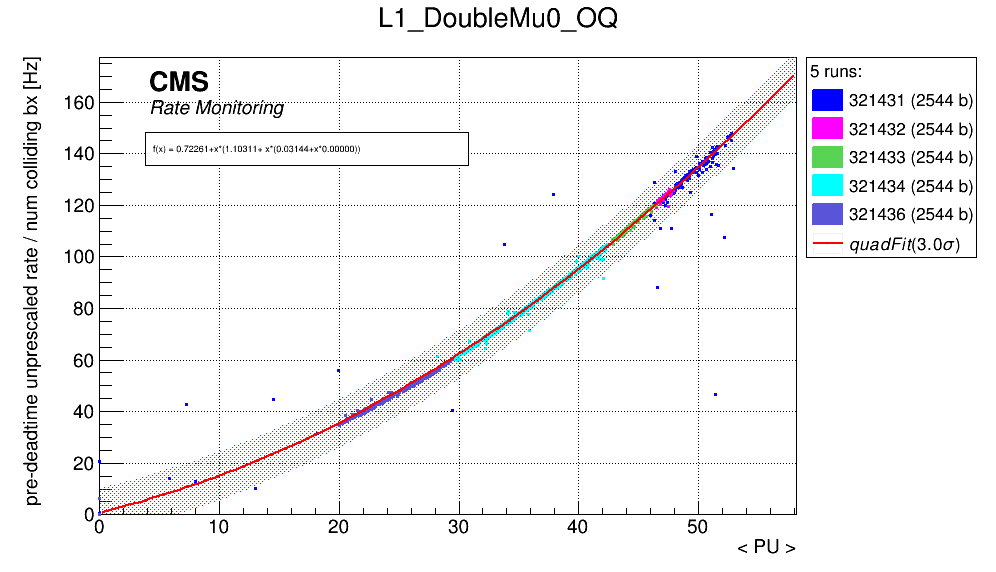 L1_DoubleMu0_OQ
pre-deadtime unprescaled rate / num colliding bx [Hz]
CMS
Rate Monitoring
f(x) = 0.72261+x*(1.10311+ x*(0.03144+x*0.00000))
160
140
120
100
80
60
40
20
0
0 10 20 30 40 50
< PU >
5 runs:
321431 (2544 b)
321432 (2544 b)
321433 (2544 b)
321434 (2544 b)
321436 (2544 b)
quadFit(3.0σ)